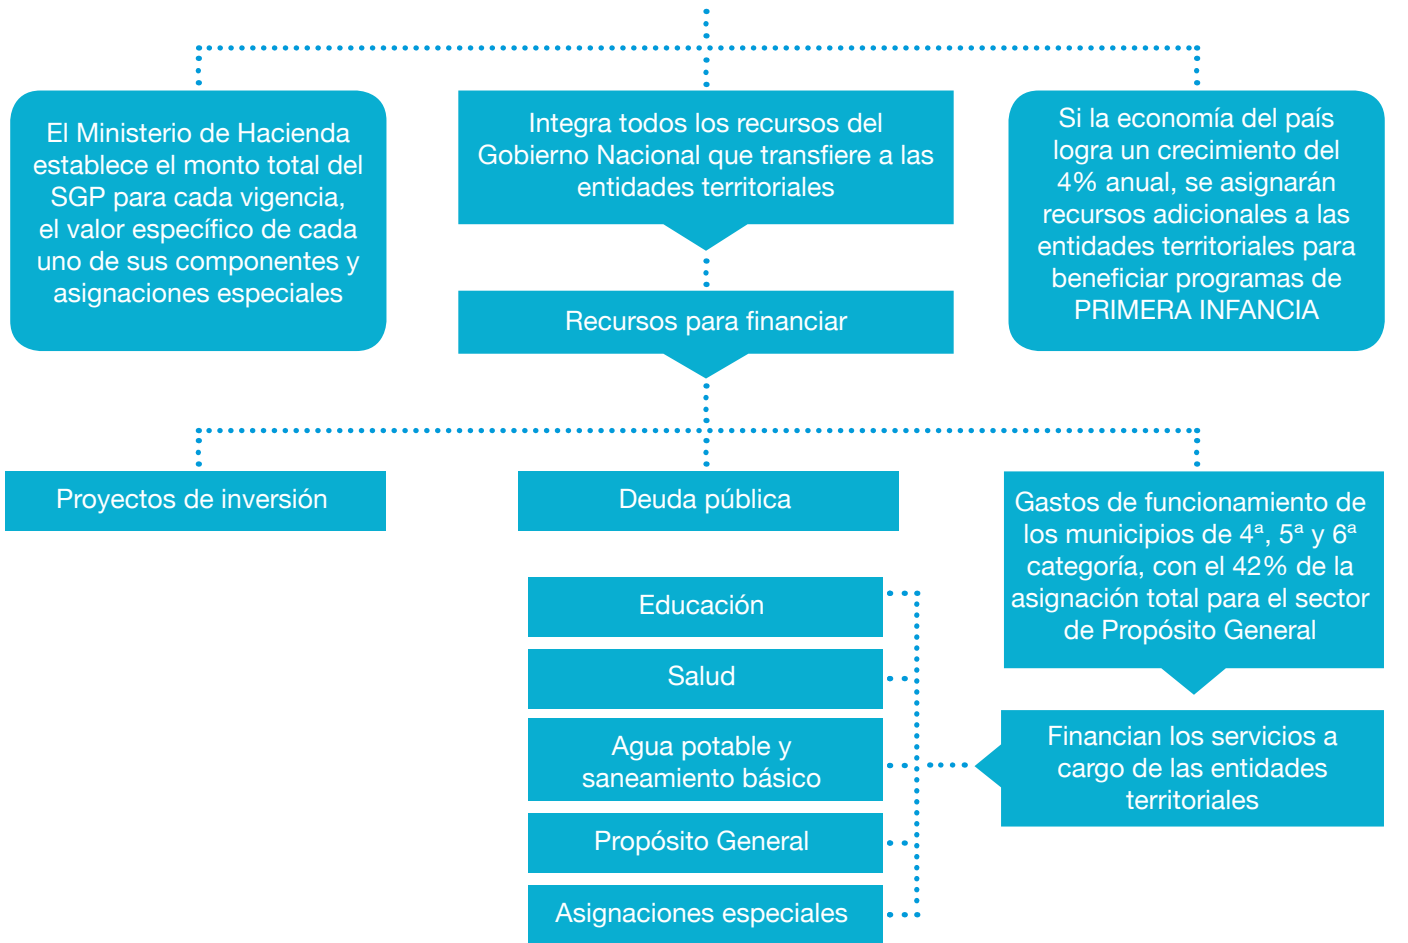 El Ministerio de Hacienda
establece el monto total del
SGP para cada vigencia,
el valor específico de cada
uno de sus componentes y
asignaciones especiales
Integra todos los recursos del
Gobierno Nacional que transfiere a las
entidades territoriales
Si la economía del país
logra un crecimiento del
4% anual, se asignarán
recursos adicionales a las
entidades territoriales para
beneficiar programas de
PRIMERA INFANCIA
Recursos para financiar
Proyectos de inversión
Deuda pública
Gastos de funcionamiento de
los municipios de 4ª, 5ª y 6ª
categoría, con el 42% de la
asignación total para el sector
de Propósito General
Financian los servicios a
cargo de las entidades
territoriales
Educación
Salud
Agua potable y
saneamiento básico
Propósito General
Asignaciones especiales